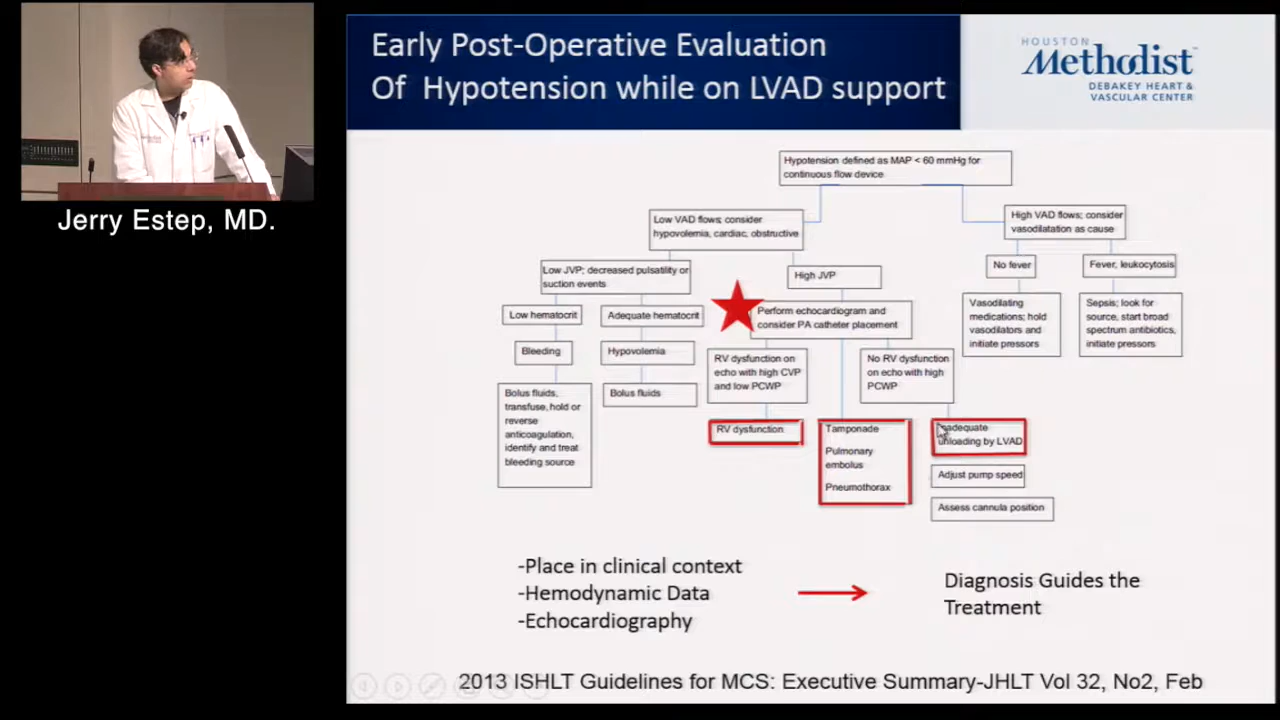 Early Post-Operative Evaluation
Of Hypotension while on LVAD support
HOUSTON
Methodist
DEBAKEY HEART &
VASCULAR CENTER
Jerry Estep, MD.
Hypotension defined as MAP < 60 mmHg for
continuous flow device
Low VAD flows; consider
hypovolemia, cardiac, obstructive
High VAD flows; consider
vasodilatation as cause
Low JVP; decreased pulsatility or
suction events
High JVP
No fever
Fever, leukocytosis
Low hematocrit
Adequate hematocrit
Perform echocardiogram and
consider PA catheter placement
Vasodilating
medications; hold
vasodilators and
initiate pressors
Sepsis; look for
source, start broad
spectrum antibiotics,
initiate pressors
Bleeding
Hypovolemia
RV dysfunction on
echo with high CVP
and low PCWP
No RV dysfunction
on echo with high
PCWP
Bolus fluids,
transfuse, hold or
reverse
anticoagulation,
identify and treat
bleeding source
Bolus fluids
RV dysfunction
Tamponade
Pulmonary
embolus
Pneumothorax
Inadequate
unloading by LVAD
Adjust pump speed
Assess cannula position
-Place in clinical context
-Hemodynamic Data
-Echocardiography
Diagnosis Guides the
Treatment
2013 ISHLT Guidelines for MCS: Executive Summary-JHLT Vol 32, No2, Feb